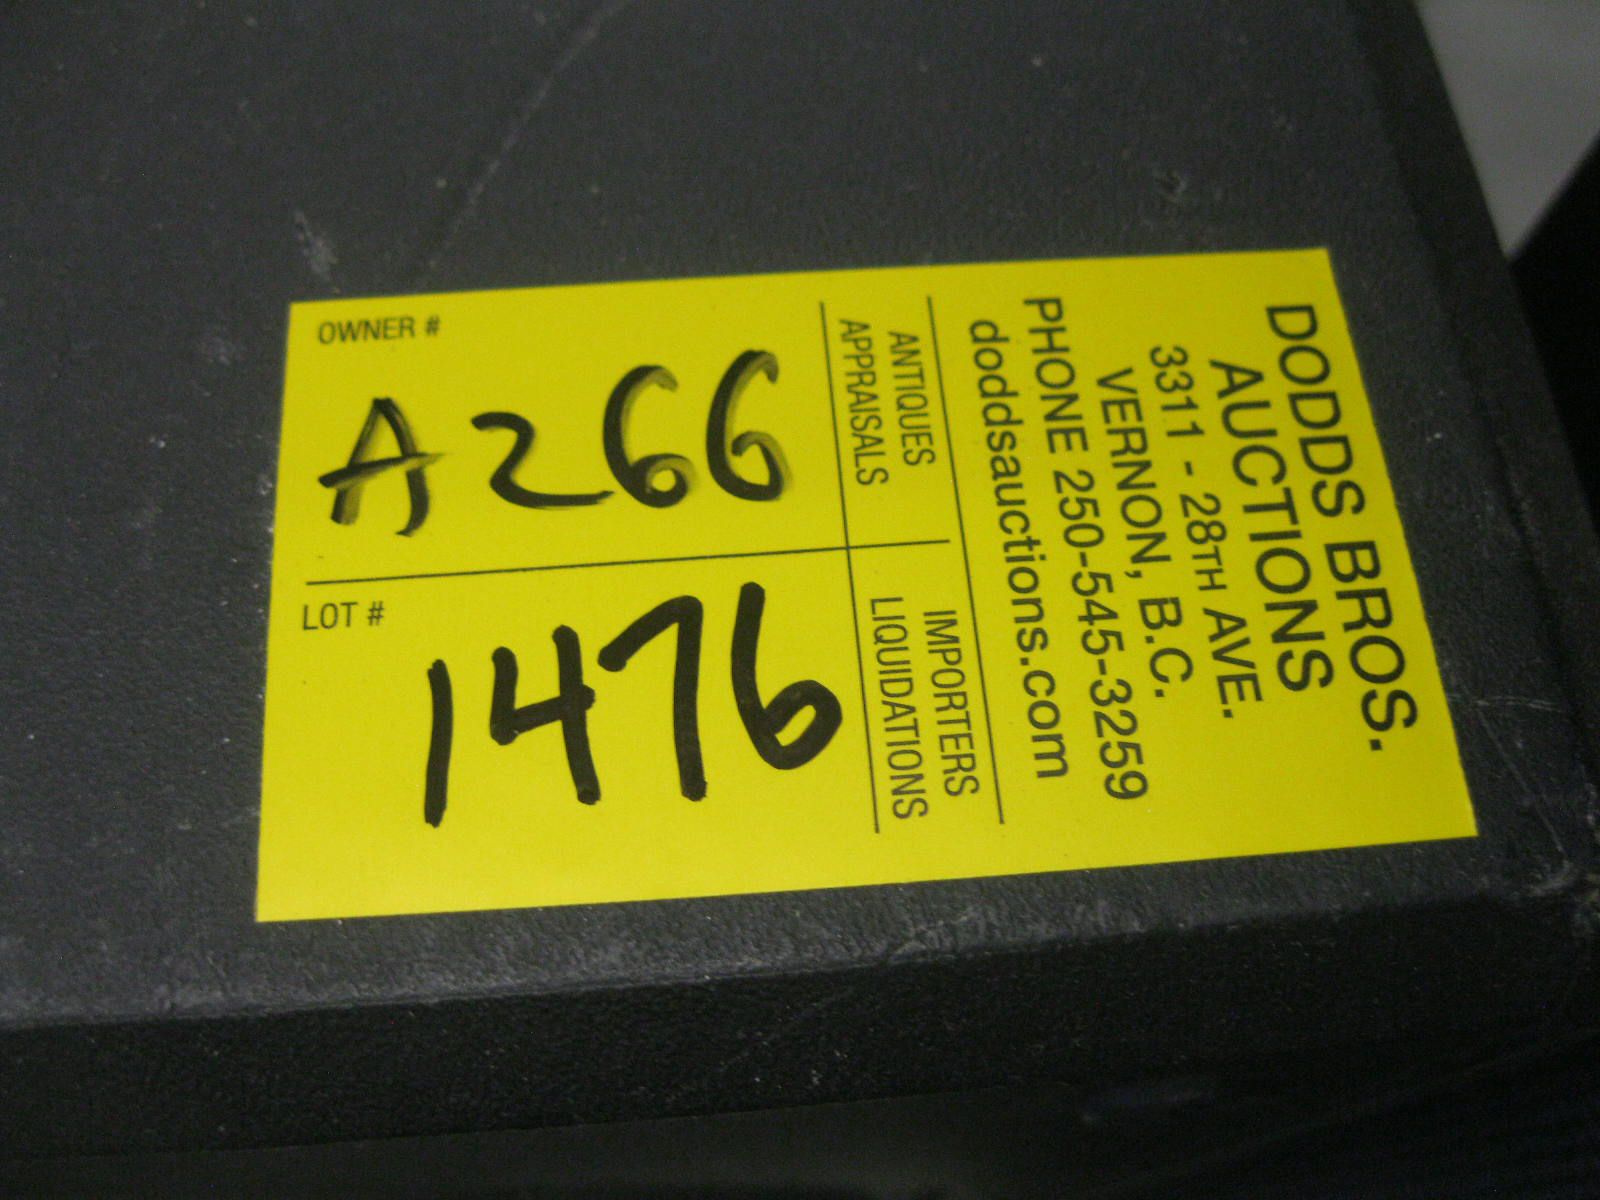 DODDS BROS.
AUCTIONS
3311 - 28TH AVE.
VERNON, B.C.
PHONE 250-545-3259
doddsauctions.com
ANTIQUES
APPRAISALS
IMPORTERS
LIQUIDATIONS
OWNER #
A266
LOT #
1476